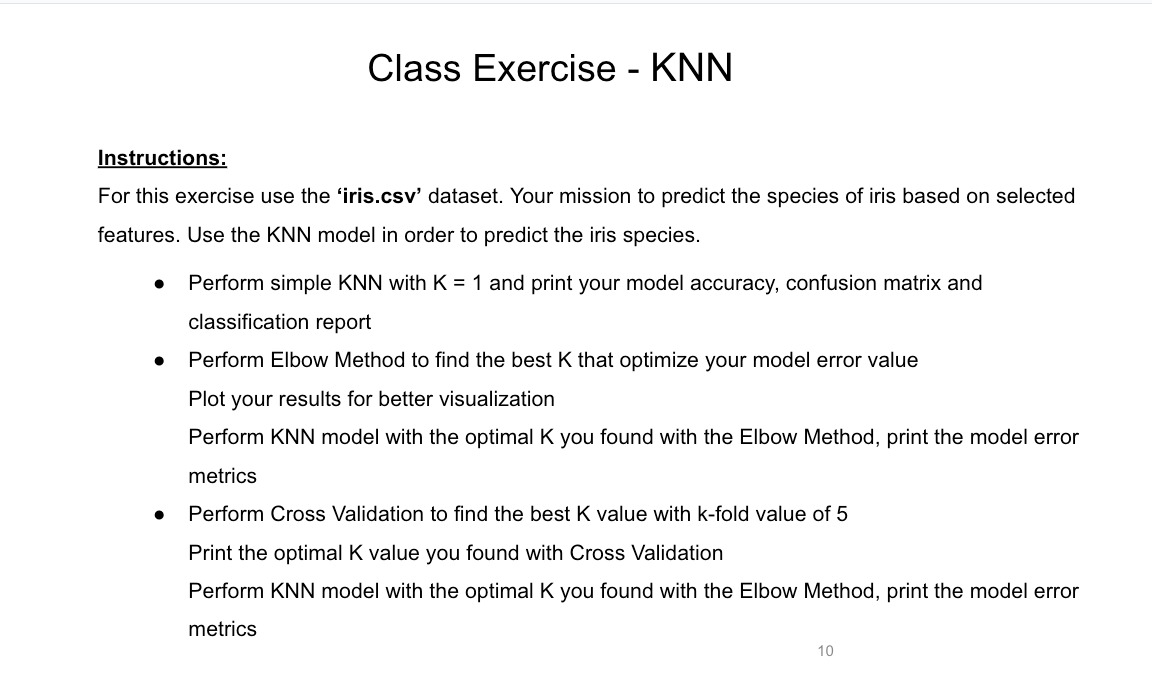 Class Exercise - KNN
Instructions:
For this exercise use the ‘iris.csv’ dataset. Your mission to predict the species of iris based on selected
features. Use the KNN model in order to predict the iris species.
● Perform simple KNN with K = 1 and print your model accuracy, confusion matrix and
classification report
● Perform Elbow Method to find the best K that optimize your model error value
Plot your results for better visualization
Perform KNN model with the optimal K you found with the Elbow Method, print the model error
metrics
● Perform Cross Validation to find the best K value with k-fold value of 5
Print the optimal K value you found with Cross Validation
Perform KNN model with the optimal K you found with the Elbow Method, print the model error
metrics
10